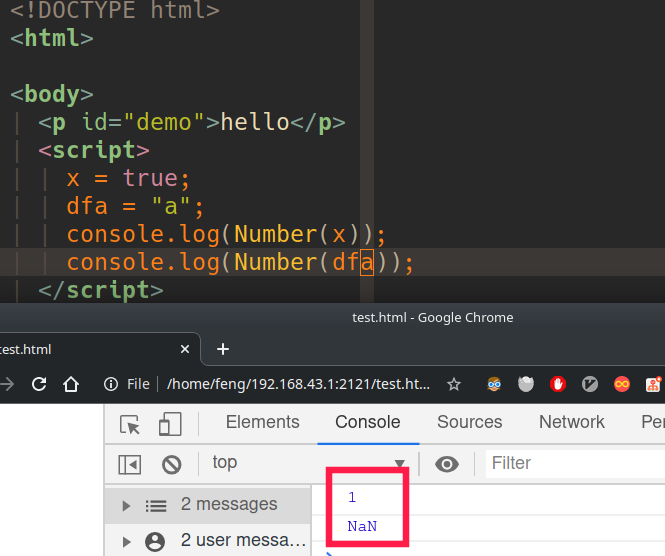 <!DOCTYPE html>
<html>
<body>
<p id="demo">hello</p>
<script>
x = true;
dfa = "a";
console.log(Number(x));
console.log(Number(dfa));
</script>
test.html - Google Chrome
test.html
File /home/feng/192.168.43.1:2121/test.ht...
Elements Console Sources Network Per
top Filter
2 messages
2 user messa...
1
NaN